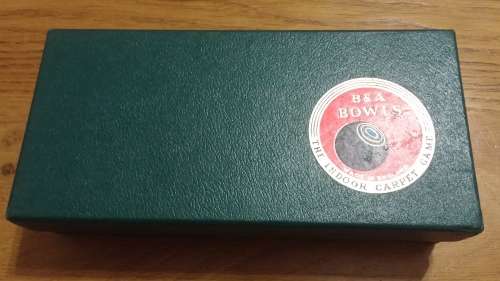 B&A
BOWLS
THE INDOOR CARPET GAME